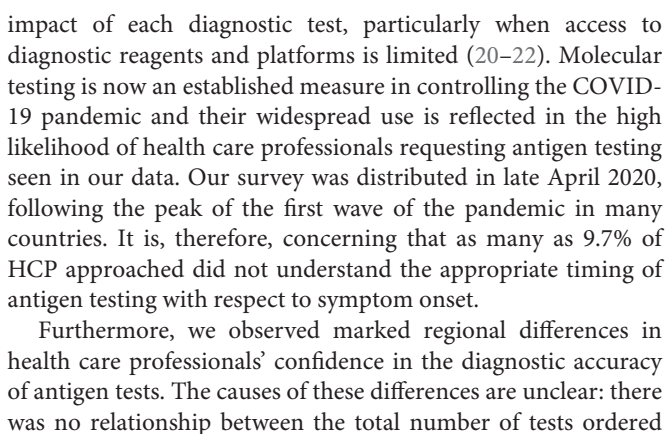 impact of each diagnostic test, particularly when access to
diagnostic reagents and platforms is limited (20–22). Molecular
testing is now an established measure in controlling the COVID-
19 pandemic and their widespread use is reflected in the high
likelihood of health care professionals requesting antigen testing
seen in our data. Our survey was distributed in late April 2020,
following the peak of the first wave of the pandemic in many
countries. It is, therefore, concerning that as many as 9.7% of
HCP approached did not understand the appropriate timing of
antigen testing with respect to symptom onset.
Furthermore, we observed marked regional differences in
health care professionals’ confidence in the diagnostic accuracy
of antigen tests. The causes of these differences are unclear: there
was no relationship between the total number of tests ordered